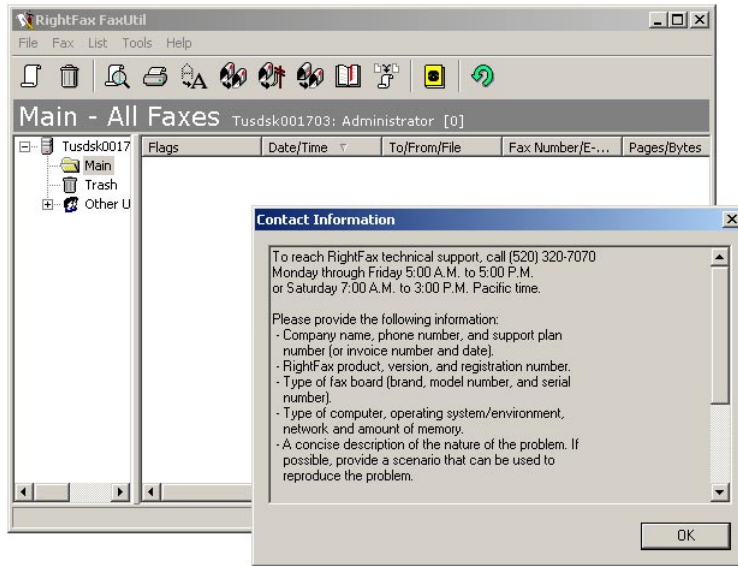 RightFax FaxUtil
File Fax List Tools Help
Main - All Faxes Tusdsk001703: Administrator [0]
Tusdsk0017
Main
Trash
Other U
Flags Date/Time To/From/File Fax Number/E-... Pages/Bytes
Contact Information
To reach RightFax technical support, call (520) 320-7070
Monday through Friday 5:00 A.M. to 5:00 P.M.
or Saturday 7:00 A.M. to 3:00 P.M. Pacific time.
Please provide the following information:
- Company name, phone number, and support plan
number (or invoice number and date).
- RightFax product, version, and registration number.
- Type of fax board (brand, model number, and serial
number).
- Type of computer, operating system/environment,
network and amount of memory.
- A concise description of the nature of the problem. If
possible, provide a scenario that can be used to
reproduce the problem.
OK